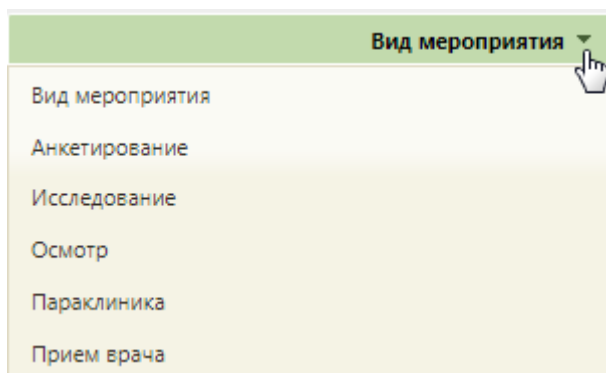 Вид мероприятия
Вид мероприятия
Анкетирование
Исследование
Осмотр
Параклиника
Прием врача